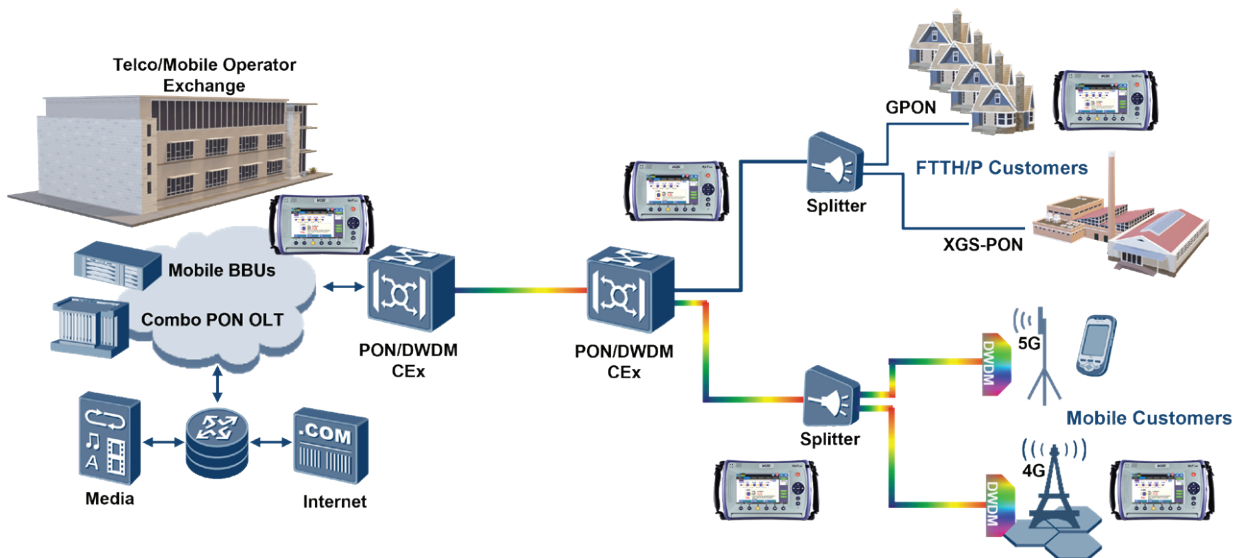 Telco/Mobile Operator
Exchange
Mobile BBUs
Combo PON OLT
Media
.COM
A
Internet
PON/DWDM
CEx
PON/DWDM
CEx
Splitter
GPON
FTTH/P Customers
XGS-PON
Splitter
DWDM
5G
Mobile Customers
DWDM
4G